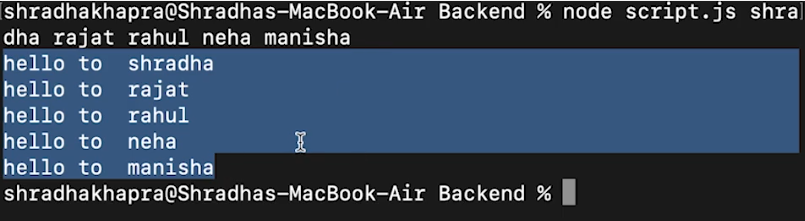 shradhakhapra@Shradhas-MacBook-Air Backend % node script.js shra
dha rajat rahul neha manisha
hello to  shradha
hello to  rajat
hello to  rahul
hello to  neha
hello to  manisha
shradhakhapra@Shradhas-MacBook-Air Backend %